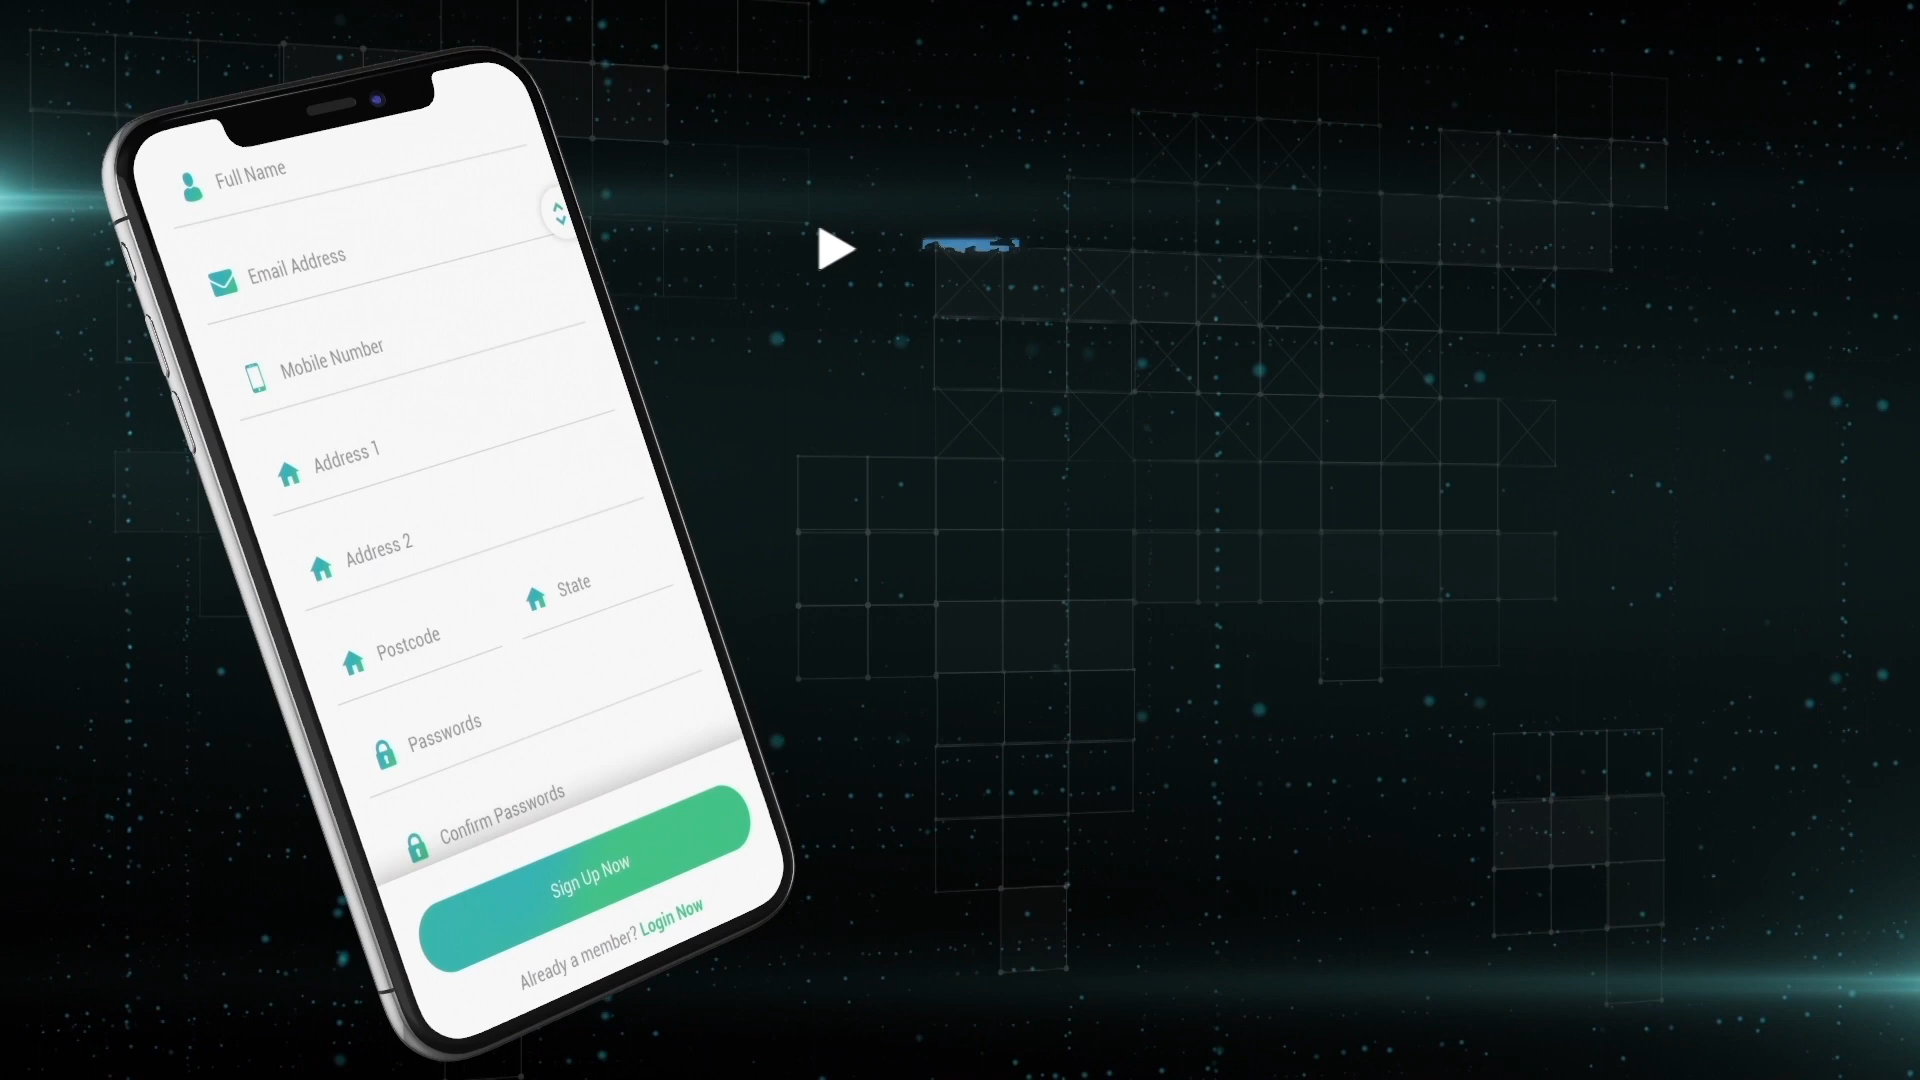 Full Name
Email Address
Mobile Number
Address 1
Address 2
Postcode
State
Passwords
Confirm Passwords
Sign Up Now
Already a member? Login Now